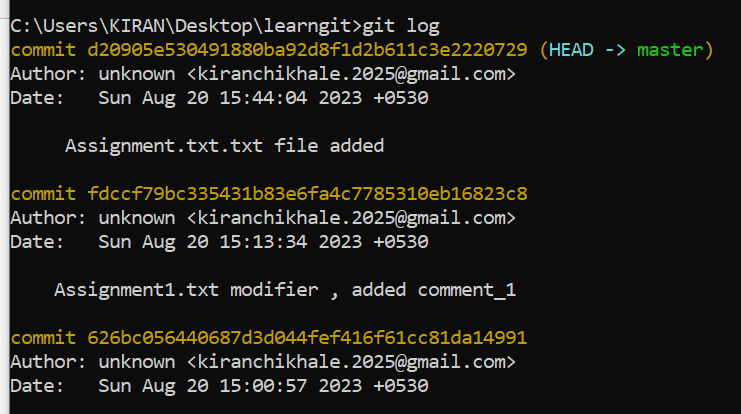 C:\Users\KIRAN\Desktop\learngit>git log
commit d20905e530491880ba92d8f1d2b611c3e2220729 (HEAD -> master)
Author: unknown <kiranchikhale.2025@gmail.com>
Date:   Sun Aug 20 15:44:04 2023 +0530
Assignment.txt.txt file added
commit fdccf79bc335431b83e6fa4c7785310eb16823c8
Author: unknown <kiranchikhale.2025@gmail.com>
Date:   Sun Aug 20 15:13:34 2023 +0530
Assignment1.txt modifier , added comment_1
commit 626bc056440687d3d044fef416f61cc81da14991
Author: unknown <kiranchikhale.2025@gmail.com>
Date:   Sun Aug 20 15:00:57 2023 +0530